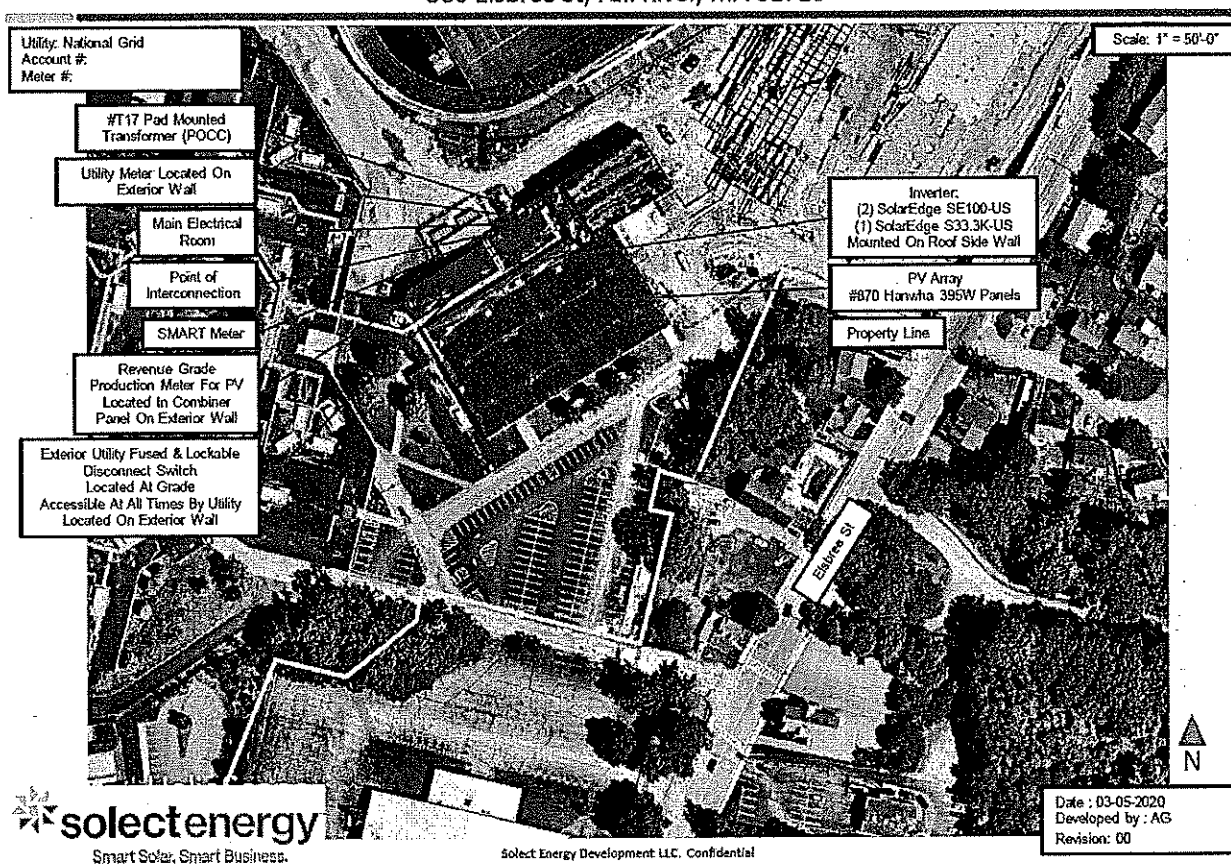 Utility: National Grid
Account #:
Meter #:
Scale: 1" = 50'-0"
#T17 Pad Mounted
Transformer (POCC)
Utility Meter Located On
Exterior Wall
Main Electrical
Room
Point of
Interconnection
SMART Meter
Revenue Grade
Production Meter For PV
Located In Combiner
Panel On Exterior Wall
Exterior Utility Fused & Lockable
Disconnect Switch
Located At Grade
Accessible At All Times By Utility
Located On Exterior Wall
Inverter:
(2) SolarEdge SE100-US
(1) SolarEdge S33.3K-US
Mounted On Roof Side Wall
PV Array
#870 Hanwha 395W Panels
Property Line
Elsbree St
N
solectenergy
Smart Solar, Smart Business.
Solect Energy Development LLC. Confidential
Date : 03-05-2020
Developed by : AG
Revision: 00